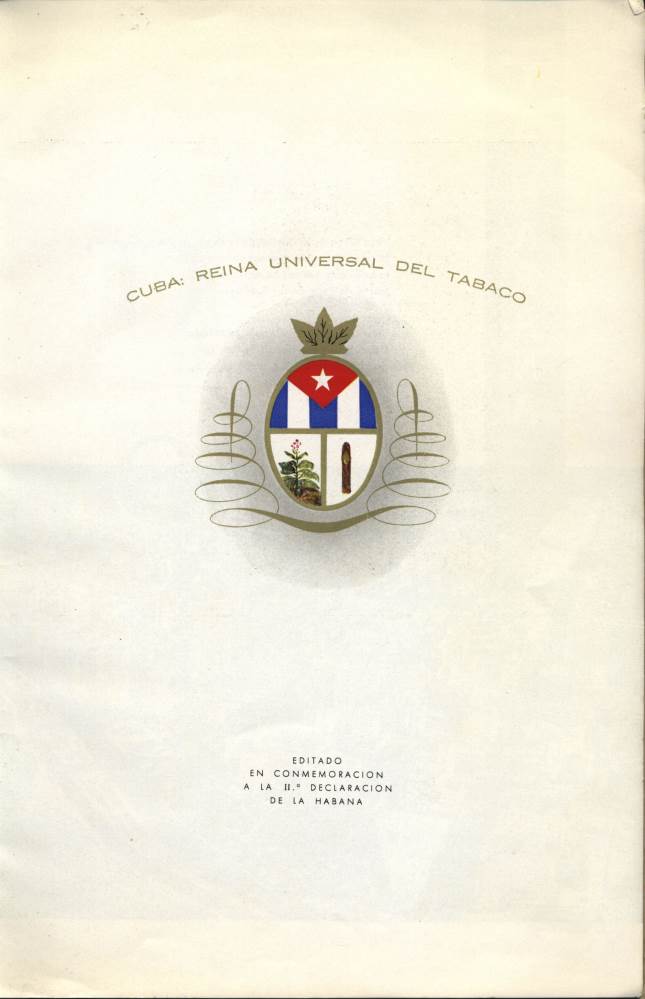 CUBA: REINA UNIVERSAL DEL TABACO
EDITADO
EN CONMEMORACION
A LA II.ª DECLARACION
DE LA HABANA